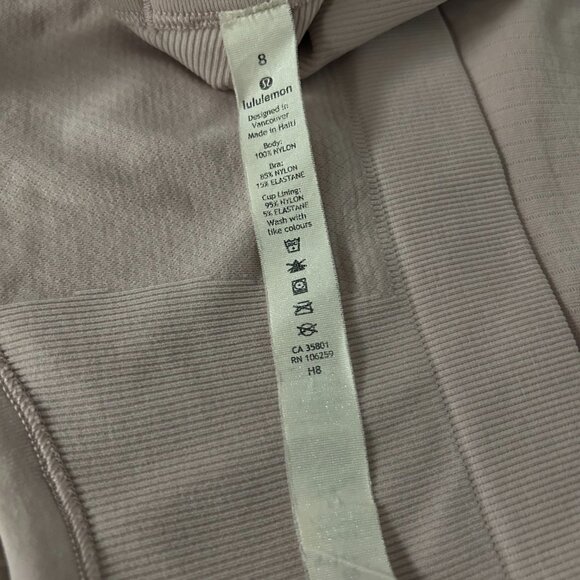 8
lululemon
Designed in
Vancouver
Made in Haiti
Body:
100% NYLON
Bra:
85% NYLON
15% ELASTANE
Cup Lining:
95% NYLON
5% ELASTANE
Wash with
like colours
CA 35801
RN 106259
H8